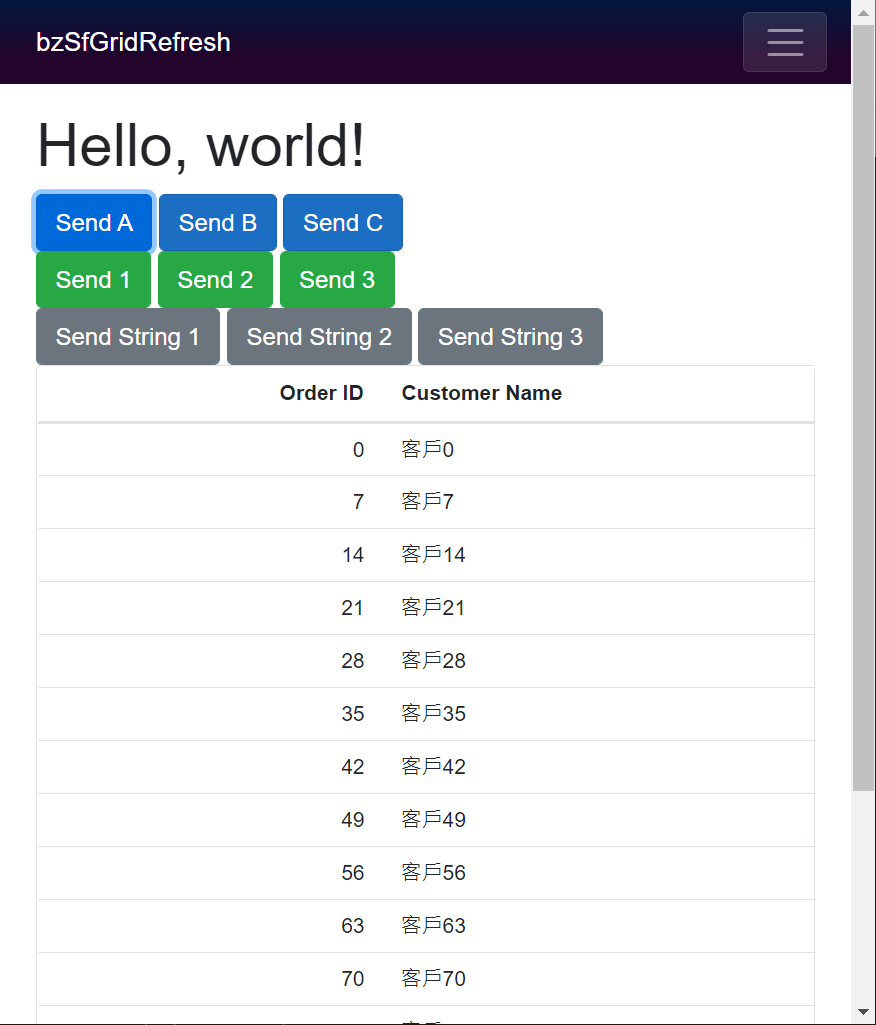 bzSfGridRefresh
Hello, world!
Send A Send B Send C
Send 1 Send 2 Send 3
Send String 1 Send String 2 Send String 3
Order ID Customer Name
0 客戶0
7 客戶7
14 客戶14
21 客戶21
28 客戶28
35 客戶35
42 客戶42
49 客戶49
56 客戶56
63 客戶63
70 客戶70